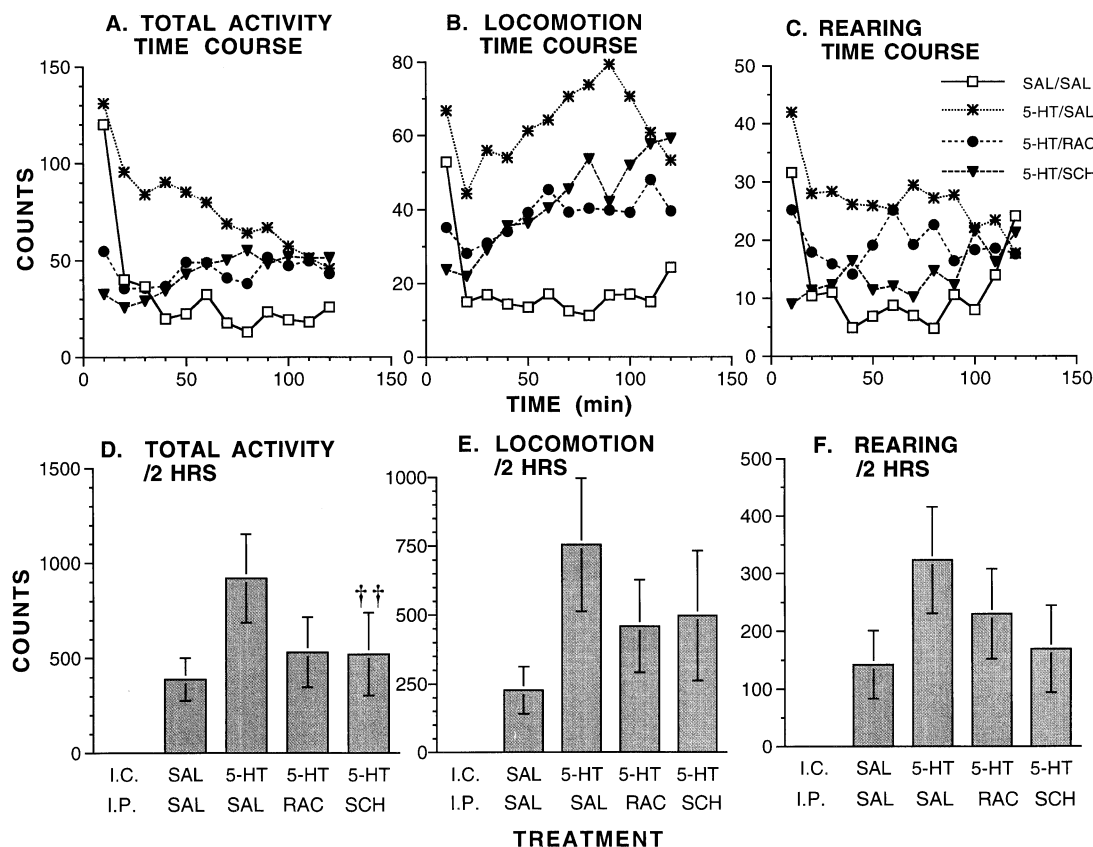 A. TOTAL ACTIVITY
TIME COURSE
B. LOCOMOTION
TIME COURSE
C. REARING
TIME COURSE
SAL/SAL
5-HT/SAL
5-HT/RAC
5-HT/SCH
COUNTS
150
100
50
0
0 50 100 150
80
60
40
20
0
0 50 100 150
50
40
30
20
10
0
0 50 100 150
TIME (min)
D. TOTAL ACTIVITY
/2 HRS
E. LOCOMOTION
/2 HRS
F. REARING
/2 HRS
COUNTS
1500
1000
500
0
††
1000
750
500
250
0
500
400
300
200
100
0
I.C. SAL 5-HT 5-HT 5-HT
I.P. SAL SAL RAC SCH
I.C. SAL 5-HT 5-HT 5-HT
I.P. SAL SAL RAC SCH
I.C. SAL 5-HT 5-HT 5-HT
I.P. SAL SAL RAC SCH
TREATMENT